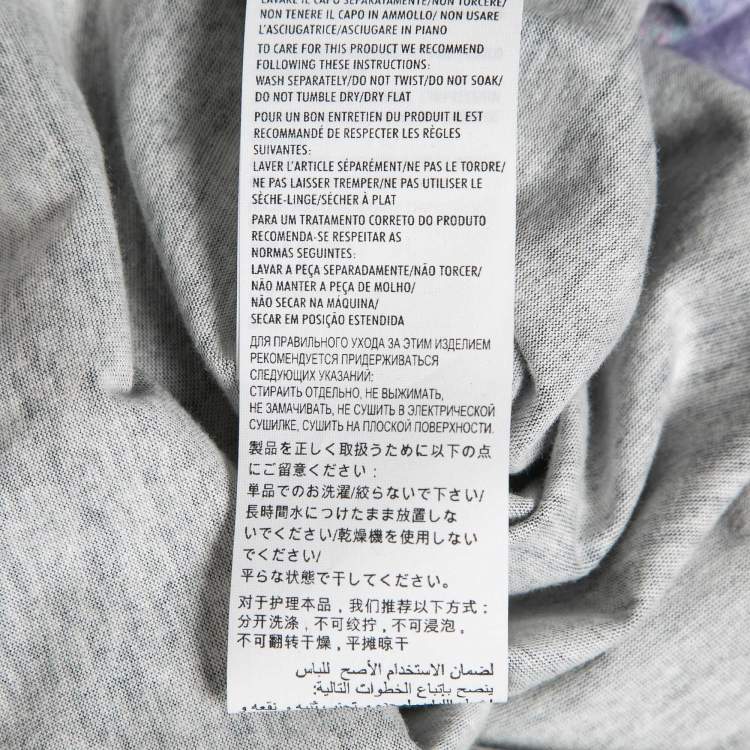 LAVARE IL CAPO SEPARATAMENTE/NON TORCERE/
NON TENERE IL CAPO IN AMMOLLO/NON USARE
L'ASCIUGATRICE/ASCIUGARE IN PIANO
TO CARE FOR THIS PRODUCT WE RECOMMEND
FOLLOWING THESE INSTRUCTIONS:
WASH SEPARATELY/DO NOT TWIST/DO NOT SOAK/
DO NOT TUMBLE DRY/DRY FLAT
POUR UN BON ENTRETIEN DU PRODUIT IL EST
RECOMMANDÉ DE RESPECTER LES RÈGLES
SUIVANTES:
LAVER L'ARTICLE SÉPARÉMENT/NE PAS LE TORDRE/
NE PAS LAISSER TREMPER/NE PAS UTILISER LE
SÈCHE-LINGE/SÉCHER À PLAT
PARA UM TRATAMENTO CORRETO DO PRODUTO
RECOMENDA-SE RESPEITAR AS
NORMAS SEGUINTES:
LAVAR A PEÇA SEPARADAMENTE/NÃO TORCER/
NÃO MANTER A PEÇA DE MOLHO/
NÃO SECAR NA MÁQUINA/
SECAR EM POSIÇÃO ESTENDIDA
ДЛЯ ПРАВИЛЬНОГО УХОДА ЗА ЭТИМ ИЗДЕЛИЕМ
РЕКОМЕНДУЕТСЯ ПРИДЕРЖИВАТЬСЯ
СЛЕДУЮЩИХ УКАЗАНИЙ:
СТИРАИТЬ ОТДЕЛЬНО, НЕ ВЫЖИМАТЬ,
НЕ ЗАМАЧИВАТЬ, НЕ СУШИТЬ В ЭЛЕКТРИЧЕСКОЙ
СУШИЛКЕ, СУШИТЬ НА ПЛОСКОЙ ПОВЕРХНОСТИ.
製品を正しく取扱うために以下の点
にご留意ください:
単品でのお洗濯/絞らないで下さい/
長時間水につけたまま放置しな
いでください/乾燥機を使用しない
でください/
平らな状態で干してください。
对于护理本品，我们推荐以下方式:
分开洗涤，不可绞拧，不可浸泡，
不可翻转干燥，平摊晾干
لضمان الاستخدام الأصح للباس
ينصح بإتباع الخطوات التالية: